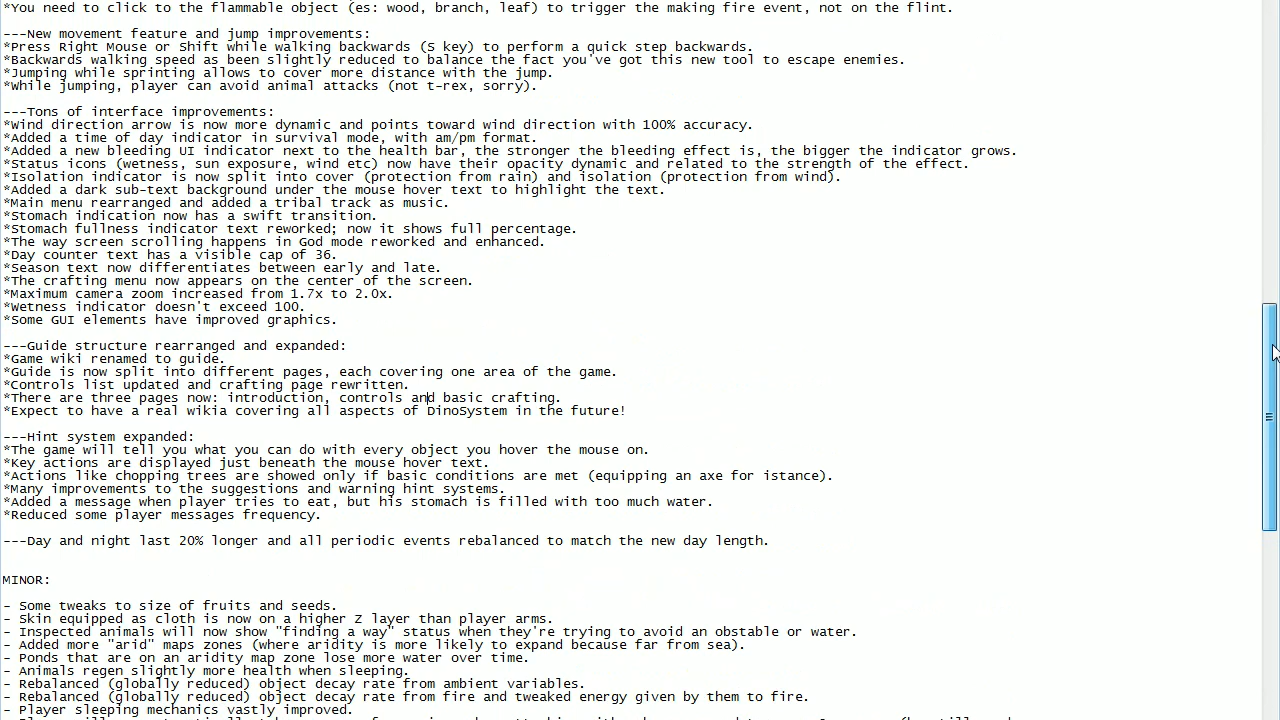 *You need to click to the flammable object (es: wood, branch, leaf) to trigger the making fire event, not on the flint.
---New movement feature and jump improvements:
*Press Right Mouse or Shift while walking backwards (S key) to perform a quick step backwards.
*Backwards walking speed as been slightly reduced to balance the fact you've got this new tool to escape enemies.
*Jumping while sprinting allows to cover more distance with the jump.
*While jumping, player can avoid animal attacks (not t-rex, sorry).
---Tons of interface improvements:
*Wind direction arrow is now more dynamic and points toward wind direction with 100% accuracy.
*Added a time of day indicator in survival mode, with am/pm format.
*Added a new bleeding UI indicator next to the health bar, the stronger the bleeding effect is, the bigger the indicator grows.
*Status icons (wetness, sun exposure, wind etc) now have their opacity dynamic and related to the strength of the effect.
*Isolation indicator is now split into cover (protection from rain) and isolation (protection from wind).
*Added a dark sub-text background under the mouse hover text to highlight the text.
*Main menu rearranged and added a tribal track as music.
*Stomach indication now has a swift transition.
*Stomach fullness indicator text reworked; now it shows full percentage.
*The way screen scrolling happens in God mode reworked and enhanced.
*Day counter text has a visible cap of 36.
*Season text now differentiates between early and late.
*The crafting menu now appears on the center of the screen.
*Maximum camera zoom increased from 1.7x to 2.0x.
*Wetness indicator doesn't exceed 100.
*Some GUI elements have improved graphics.
---Guide structure rearranged and expanded:
*Game wiki renamed to guide.
*Guide is now split into different pages, each covering one area of the game.
*Controls list updated and crafting page rewritten.
*There are three pages now: introduction, controls and basic crafting.
*Expect to have a real wikia covering all aspects of DinoSystem in the future!
---Hint system expanded:
*The game will tell you what you can do with every object you hover the mouse on.
*Key actions are displayed just beneath the mouse hover text.
*Actions like chopping trees are showed only if basic conditions are met (equipping an axe for istance).
*Many improvements to the suggestions and warning hint systems.
*Added a message when player tries to eat, but his stomach is filled with too much water.
*Reduced some player messages frequency.
---Day and night last 20% longer and all periodic events rebalanced to match the new day length.
MINOR:
- Some tweaks to size of fruits and seeds.
- Skin equipped as cloth is now on a higher Z layer than player arms.
- Inspected animals will now show "finding a way" status when they're trying to avoid an obstable or water.
- Added more "arid" maps zones (where aridity is more likely to expand because far from sea).
- Ponds that are on an aridity map zone lose more water over time.
- Animals regen slightly more health when sleeping.
- Rebalanced (globally reduced) object decay rate from ambient variables.
- Rebalanced (globally reduced) object decay rate from fire and tweaked energy given by them to fire.
- Player sleeping mechanics vastly improved.